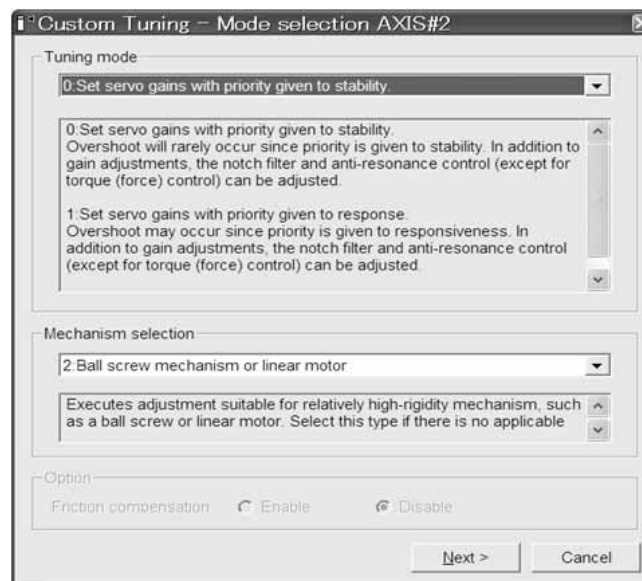 Custom Tuning - Mode selection AXIS#2
Tuning mode
0:Set servo gains with priority given to stability.
0:Set servo gains with priority given to stability.
Overshoot will rarely occur since priority is given to stability. In addition to
gain adjustments, the notch filter and anti-resonance control (except for
torque (force) control) can be adjusted.
1:Set servo gains with priority given to response.
Overshoot may occur since priority is given to responsiveness. In
addition to gain adjustments, the notch filter and anti-resonance control
(except for torque (force) control) can be adjusted.
Mechanism selection
2:Ball screw mechanism or linear motor
Executes adjustment suitable for relatively high-rigidity mechanism, such
as a ball screw or linear motor. Select this type if there is no applicable
Option
Friction compensation Enable Disable
Next > Cancel